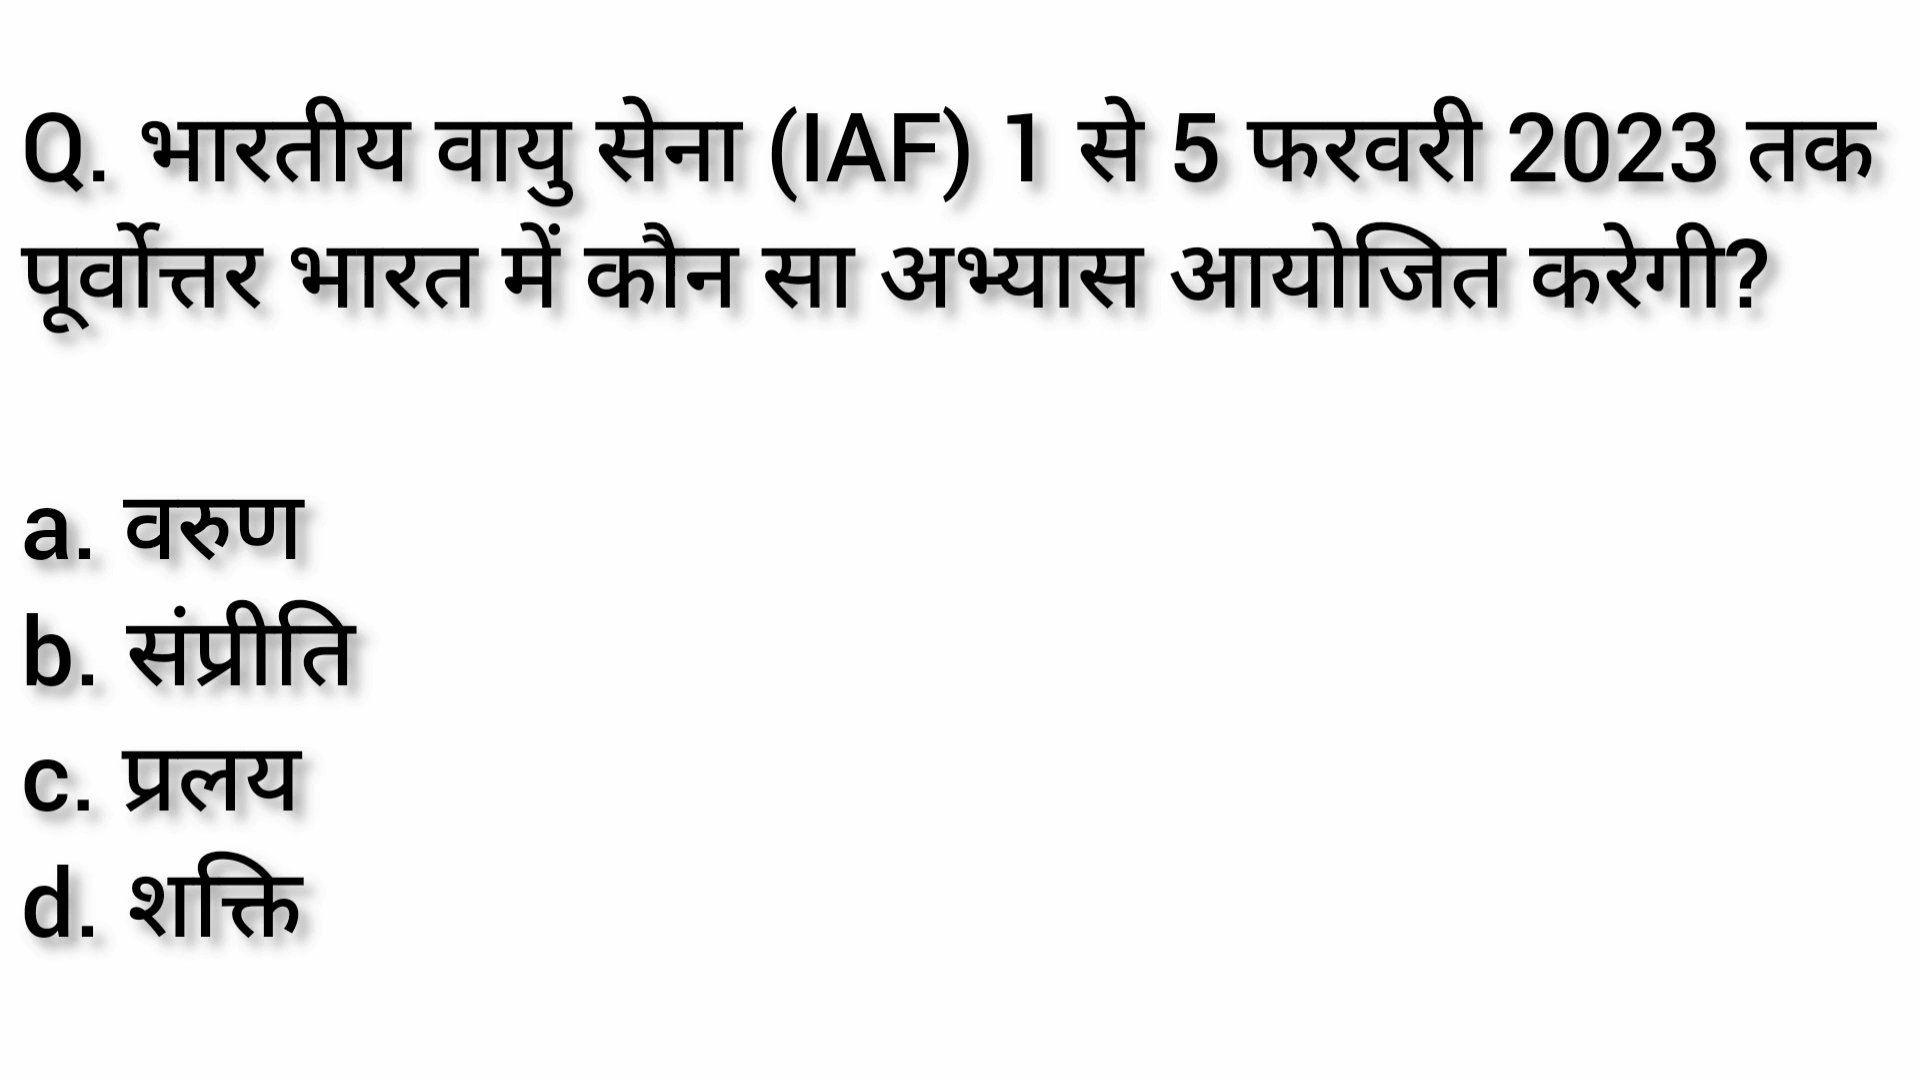 Q. भारतीय वायु सेना (IAF) 1 से 5 फरवरी 2023 तक
पूर्वोत्तर भारत में कौन सा अभ्यास आयोजित करेगी?
a. वरुण
b. संप्रीति
c. प्रलय
d. शक्ति